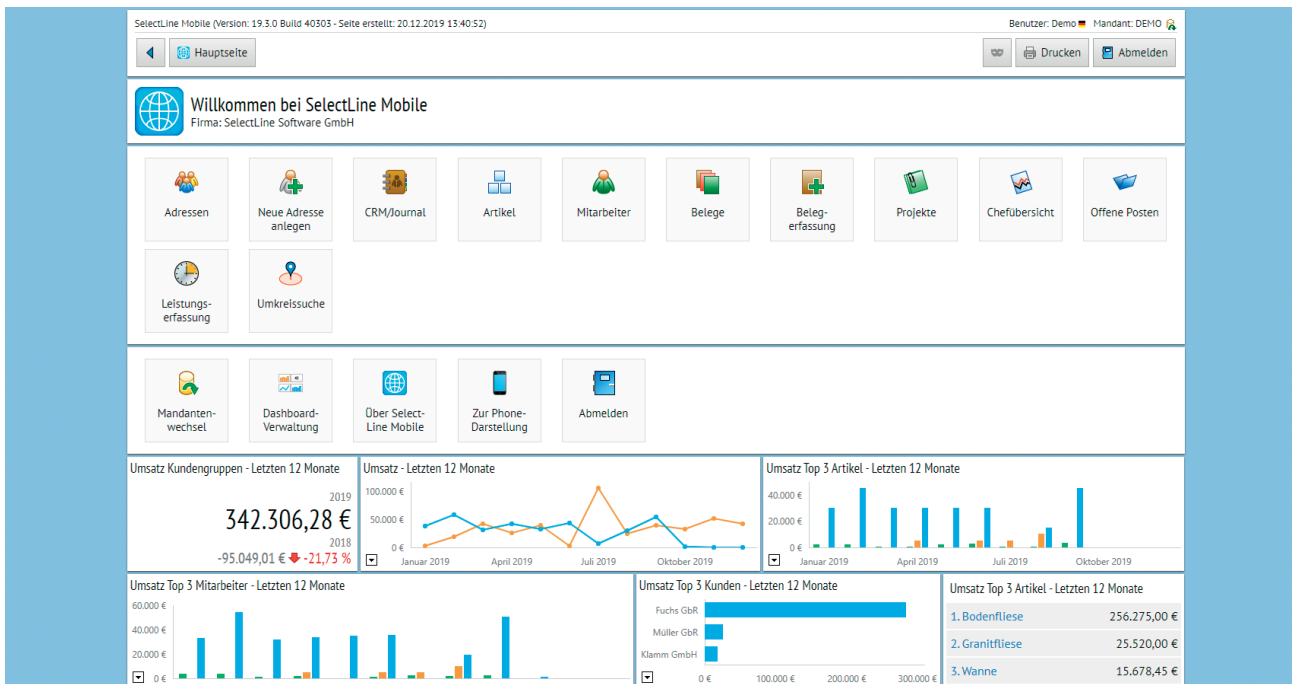 SelectLine Mobile (Version: 19.3.0 Build 40303 - Seite erstellt: 20.12.2019 13:40:52)
Benutzer: Demo Mandant: DEMO
Hauptseite
Drucken
Abmelden
Willkommen bei SelectLine Mobile
Firma: SelectLine Software GmbH
Adressen
Neue Adresse
anlegen
CRM/Journal
Artikel
Mitarbeiter
Belege
Beleg-
erfassung
Projekte
Chefübersicht
Offene Posten
Leistungs-
erfassung
Umkreissuche
Mandanten-
wechsel
Dashboard-
Verwaltung
Über Select-
Line Mobile
Zur Phone-
Darstellung
Abmelden
Umsatz Kundengruppen - Letzten 12 Monate
2019
342.306,28 €
2018
-95.049,01 € -21,73 %
Umsatz - Letzten 12 Monate
100.000 €
50.000 €
0 €
Januar 2019 April 2019 Juli 2019 Oktober 2019
Umsatz Top 3 Artikel - Letzten 12 Monate
40.000 €
20.000 €
0 €
Januar 2019 April 2019 Juli 2019 Oktober 2019
Umsatz Top 3 Mitarbeiter - Letzten 12 Monate
60.000 €
40.000 €
20.000 €
0 €
Umsatz Top 3 Kunden - Letzten 12 Monate
Fuchs GbR
Müller GbR
Klamm GmbH
0 € 100.000 € 200.000 € 300.000 €
Umsatz Top 3 Artikel - Letzten 12 Monate
1. Bodenfliese 256.275,00 €
2. Granitfliese 25.520,00 €
3. Wanne 15.678,45 €